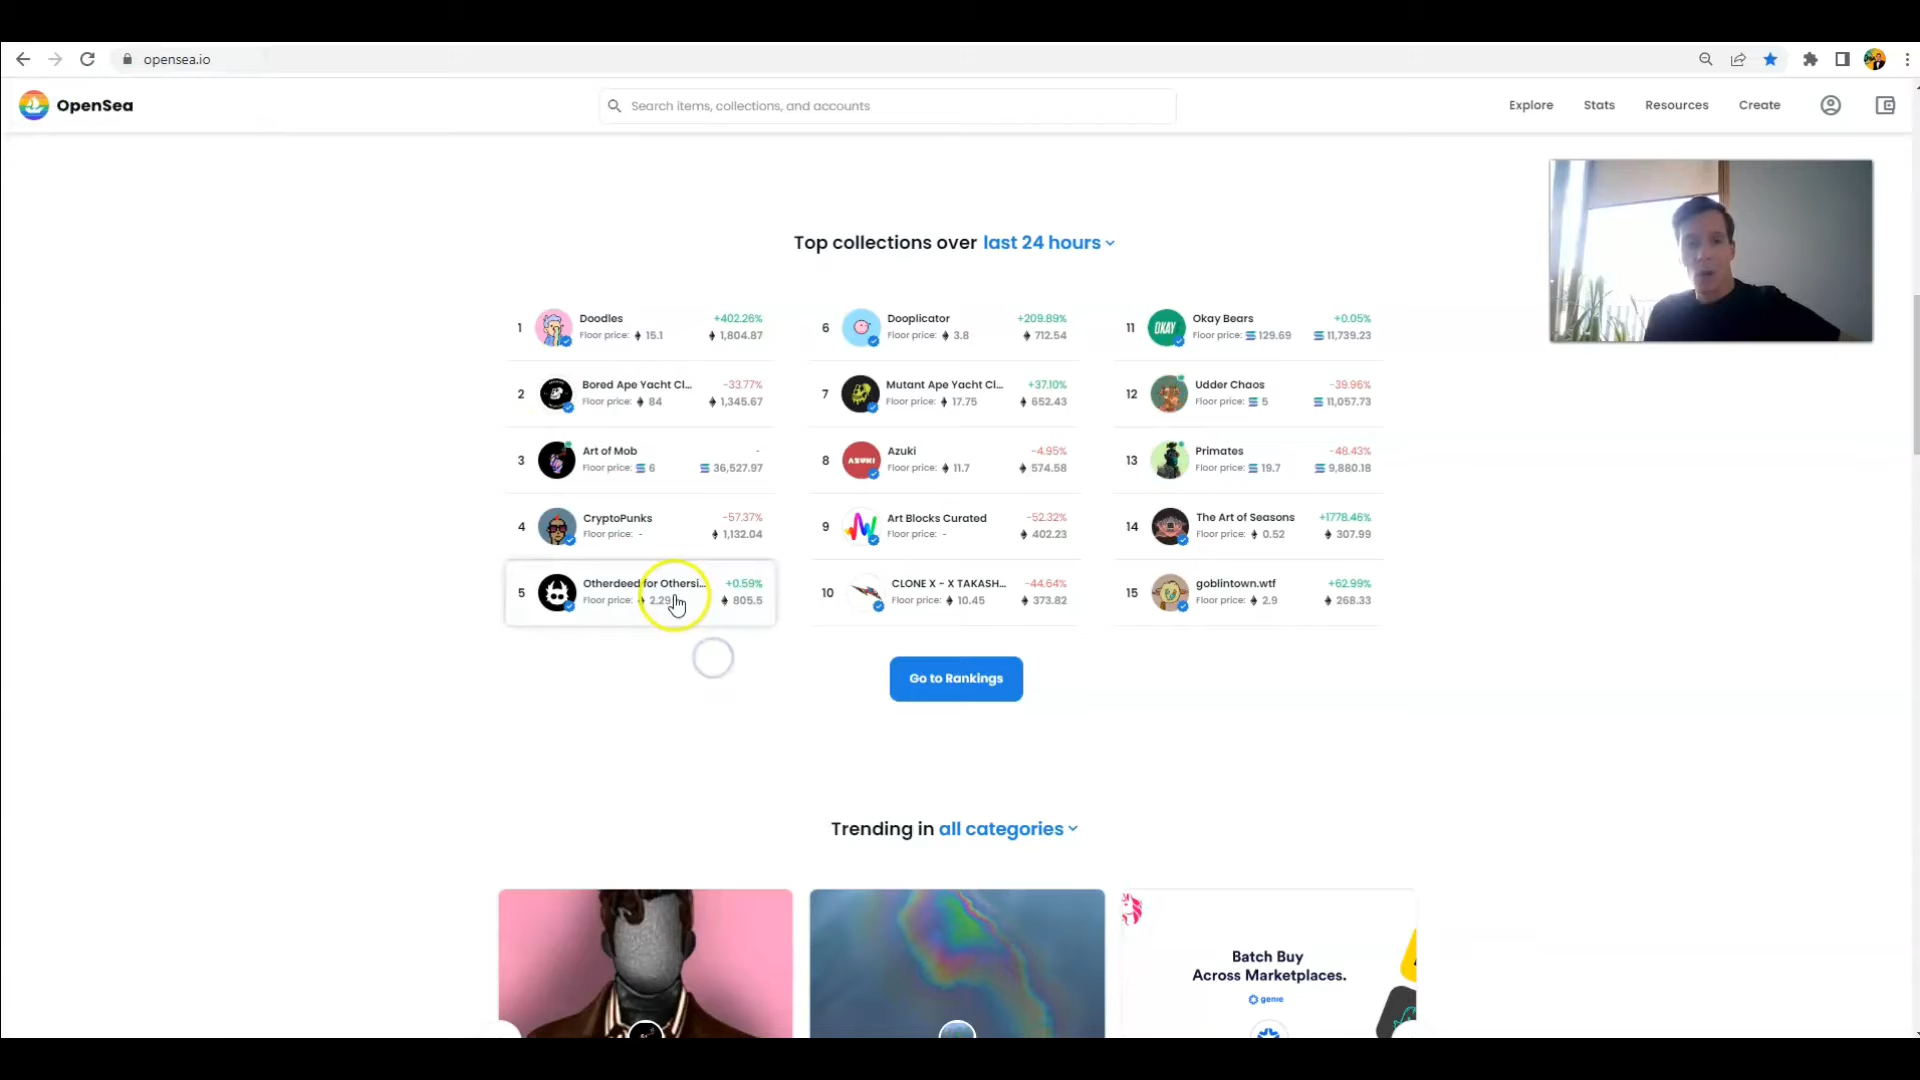 opensea.io
OpenSea
Search items, collections, and accounts
Explore
Stats
Resources
Create
Top collections over last 24 hours
1
Doodles
+402.26%
Floor price: 15.1
1,804.87
2
Bored Ape Yacht Cl...
-33.77%
Floor price: 84
1,345.67
3
Art of Mob
-
Floor price: 6
36,527.97
4
CryptoPunks
-57.37%
Floor price: -
1,132.04
5
Otherdeed for Othersi...
+0.59%
Floor price: 2.29
805.5
6
Dooplicator
+209.89%
Floor price: 3.8
712.54
7
Mutant Ape Yacht Cl...
+37.10%
Floor price: 17.75
652.43
8
AZUKI
Azuki
-4.95%
Floor price: 11.7
574.58
9
Art Blocks Curated
-52.32%
Floor price: -
402.23
10
CLONE X - X TAKASH...
-44.64%
Floor price: 10.45
373.82
11
OKAY
Okay Bears
+0.05%
Floor price: 129.69
11,739.23
12
Udder Chaos
-39.96%
Floor price: 5
11,057.73
13
Primates
-48.43%
Floor price: 19.7
9,880.18
14
The Art of Seasons
+1778.46%
Floor price: 0.52
307.99
15
goblintown.wtf
+62.99%
Floor price: 2.9
268.33
Go to Rankings
Trending in all categories
Batch Buy
Across Marketplaces.
genie